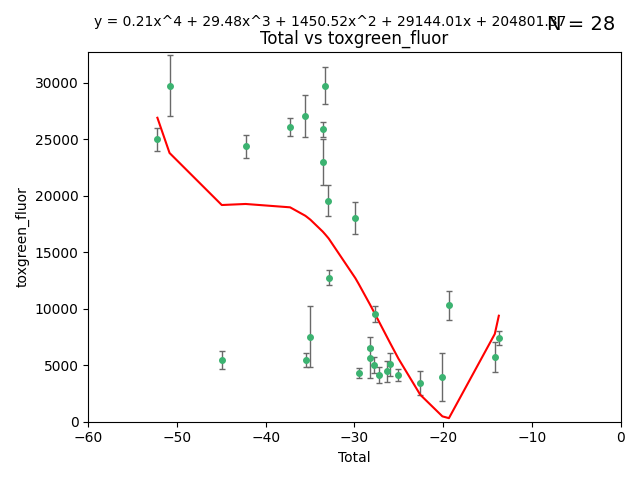 y = 0.21x^4 + 29.48x^3 + 1450.52x^2 + 29144.01x + 204801.
N = 28
Total vs toxgreen_fluor
toxgreen_fluor
30000
25000
20000
15000
10000
5000
0
−60
−50
−40
−30
−20
−10
0
Total